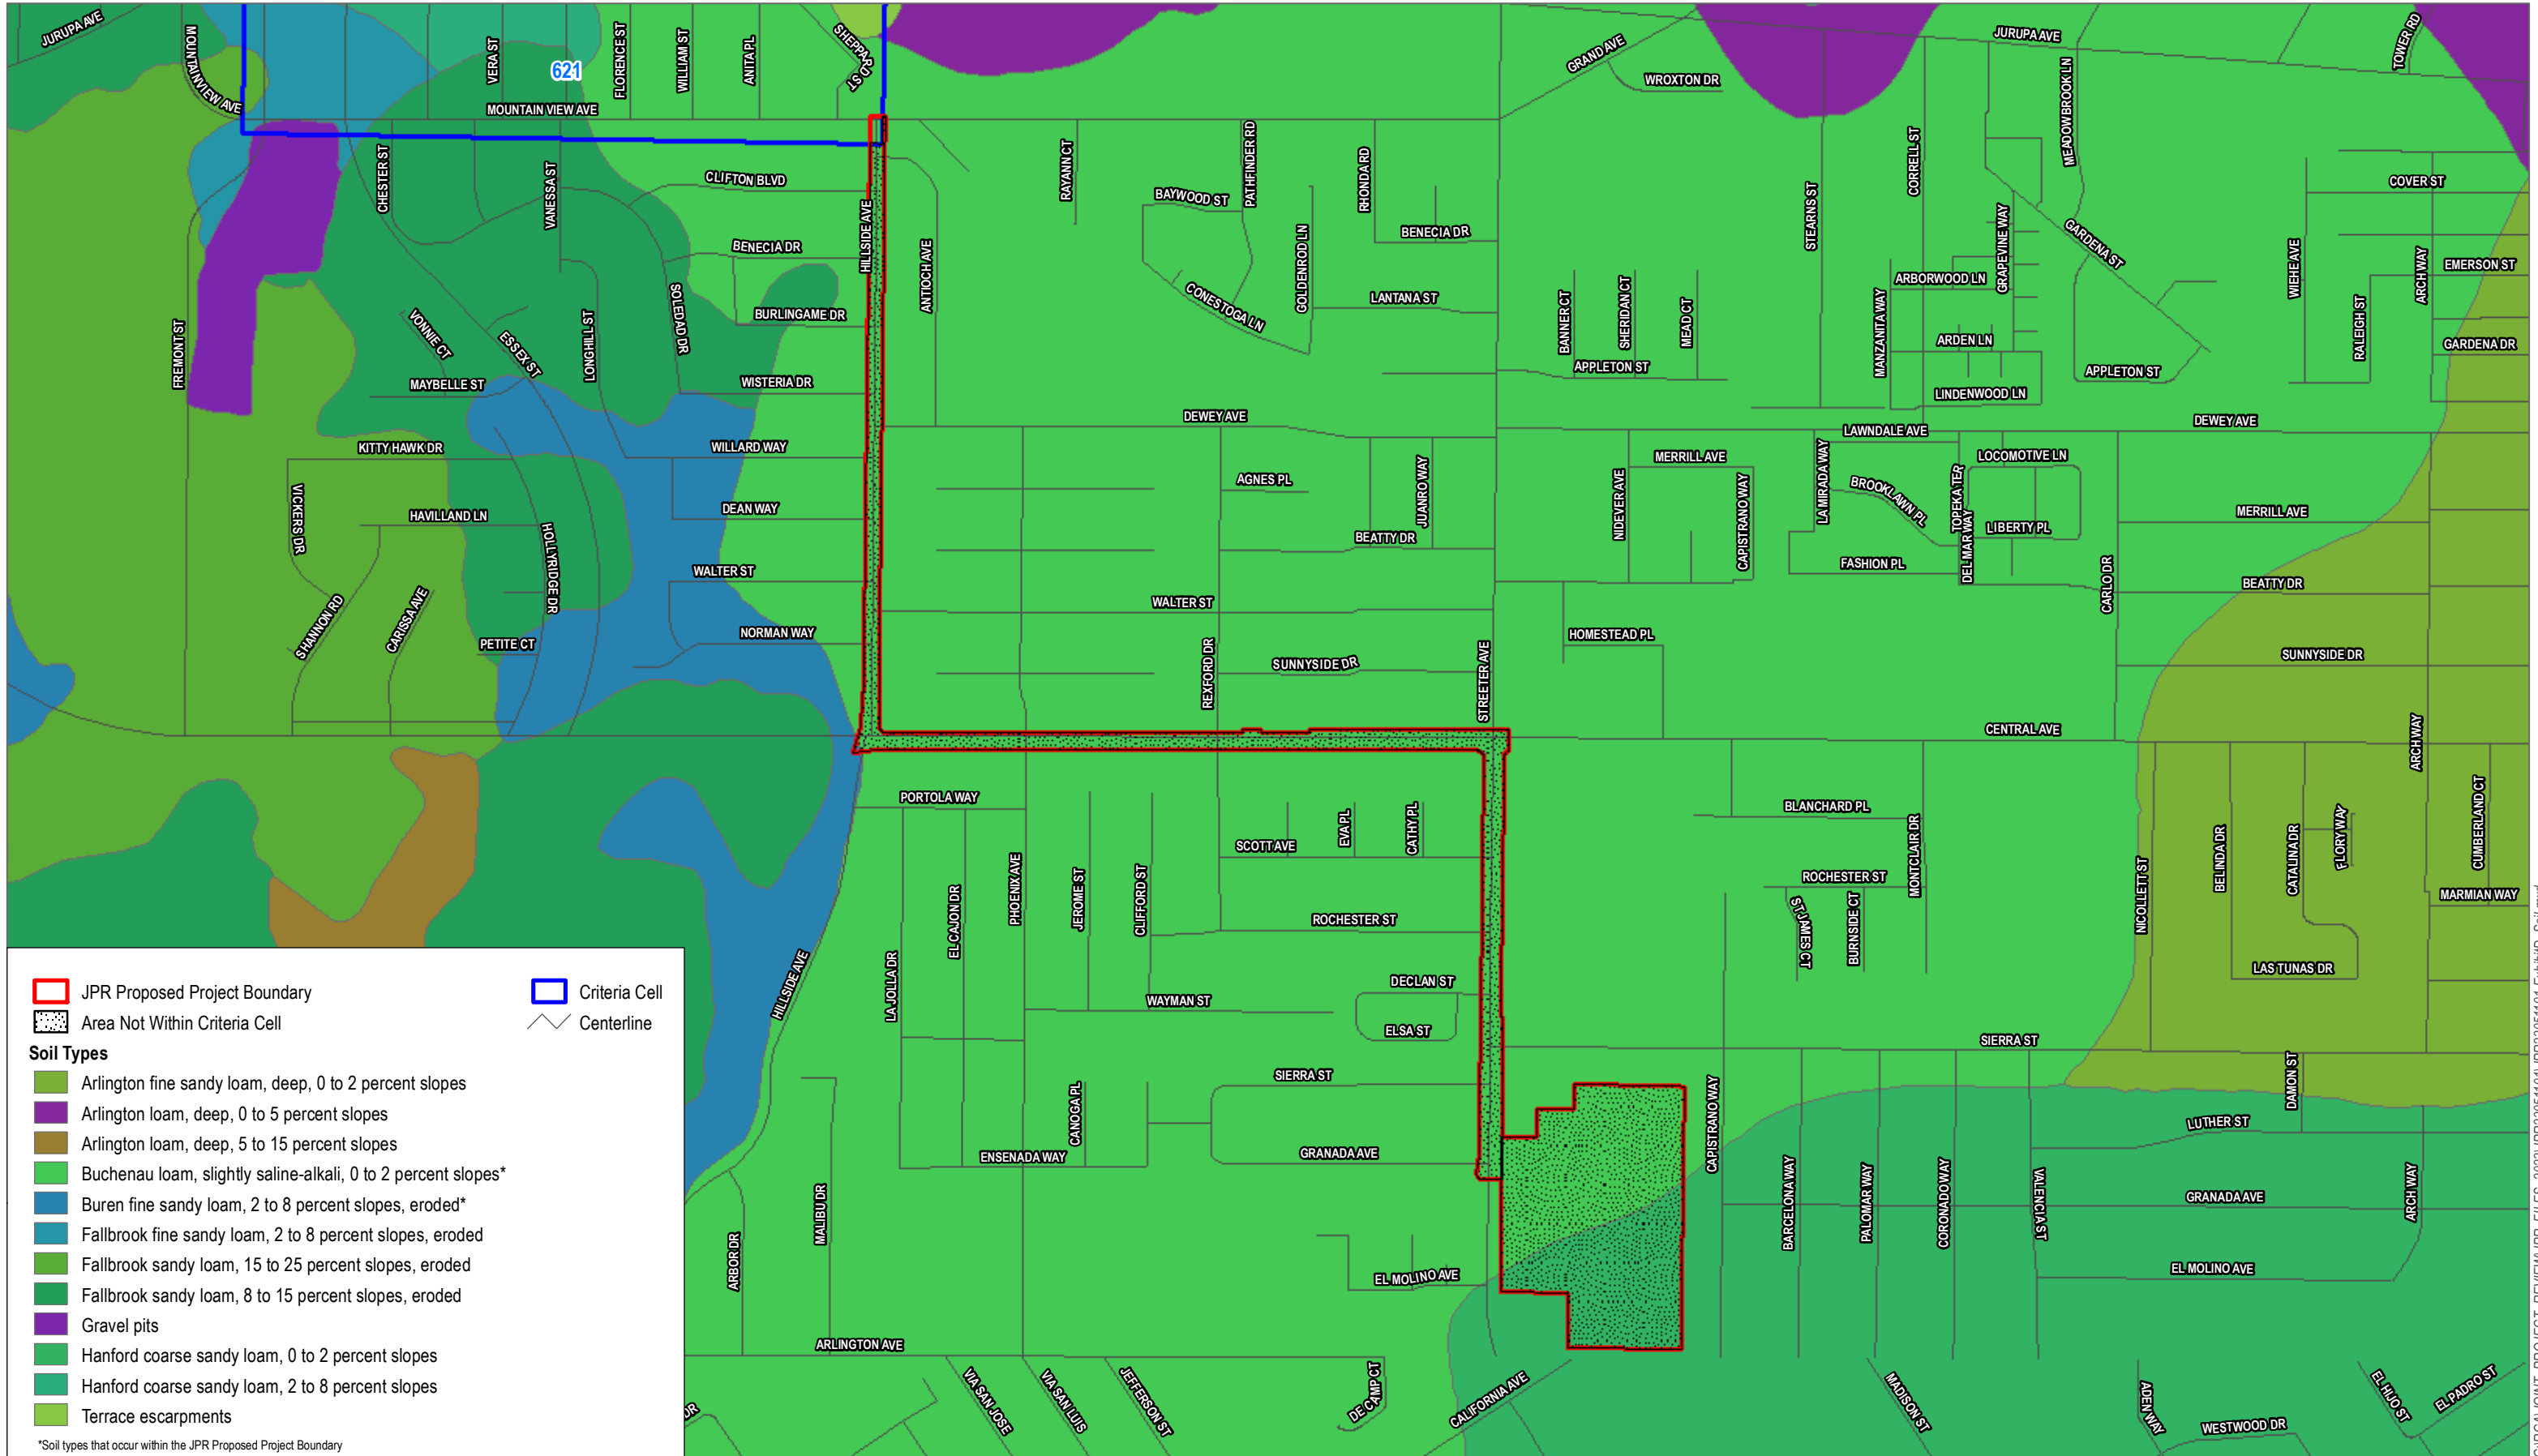 JURUPA AVE
MOUNTAIN VIEW AVE
VERA ST
621
FLORENCE ST
WILLIAM ST
ANITA PL
SHEPPARD ST
MOUNTAIN VIEW AVE
GRAND AVE
WROXTON DR
JURUPA AVE
TOWER RD
MEADOWBROOK LN
CHESTER ST
VANESSA ST
CLIFTON BLVD
HILLSIDE AVE
BENECIA DR
ANTIOCH AVE
RAYANN CT
BAYWOOD ST
PATHFINDER RD
RHONDA RD
GOLDENROD LN
BENECIA DR
CONESTOGA LN
LANTANA ST
STEARNS ST
CORRELL ST
GRAPEVINE WAY
GARDENA ST
COVER ST
WIEHE AVE
ARCH WAY
EMERSON ST
ARBORWOOD LN
FREMONT ST
VONNIE CT
ESSEX ST
LONGHILL ST
SOLEDAD DR
BURLINGAME DR
BANNER CT
SHERIDAN CT
MEAD CT
MANZANITA WAY
ARDEN LN
RALEIGH ST
GARDENA DR
MAYBELLE ST
WISTERIA DR
APPLETON ST
APPLETON ST
LINDENWOOD LN
DEWEY AVE
DEWEY AVE
LAWNDALE AVE
KITTY HAWK DR
WILLARD WAY
VICKERS DR
HAVILLAND LN
HOLLYRIDGE DR
DEAN WAY
AGNES PL
JUANRO WAY
BEATTY DR
NIDEVER AVE
MERRILL AVE
CAPISTRANO WAY
LA MIRADA WAY
BROOKLAWN PL
TOPEKA TER
LOCOMOTIVE LN
LIBERTY PL
DEL MAR WAY
MERRILL AVE
FASHION PL
CARLO DR
BEATTY DR
WALTER ST
WALTER ST
SHANNON RD
CARISSA AVE
PETITE CT
NORMAN WAY
REXFORD DR
SUNNYSIDE DR
STREETER AVE
HOMESTEAD PL
SUNNYSIDE DR
CENTRAL AVE
ARCH WAY
PORTOLA WAY
SCOTT AVE
EVA PL
CATHY PL
BLANCHARD PL
MONTCLAIR DR
ROCHESTER ST
ST JAMES CT
BURNSIDE CT
NICOLLETT ST
BELINDA DR
CATALINA DR
FLORY WAY
CUMBERLAND CT
MARMIAN WAY
LAS TUNAS DR
HILLSIDE AVE
LA JOLLA DR
EL CAJON DR
PHOENIX AVE
JEROME ST
CLIFFORD ST
ROCHESTER ST
DECLAN ST
WAYMAN ST
ELSA ST
SIERRA ST
SIERRA ST
CANOGA PL
ENSENADA WAY
GRANADA AVE
CAPISTRANO WAY
DAMON ST
LUTHER ST
BARCELONA WAY
PALOMAR WAY
CORONADO WAY
VALENCIA ST
GRANADA AVE
ARCH WAY
ARBOR DR
MALIBU DR
EL MOLINO AVE
EL MOLINO AVE
ARLINGTON AVE
DR
VIA SAN JOSE
VIA SAN LUIS
JEFFERSON ST
DE CAMP CT
CALIFORNIA AVE
MADISON ST
ADEN WAY
WESTWOOD DR
EL HIJO ST
EL PADRO ST
JPR Proposed Project Boundary
Criteria Cell
Area Not Within Criteria Cell
Centerline
Soil Types
Arlington fine sandy loam, deep, 0 to 2 percent slopes
Arlington loam, deep, 0 to 5 percent slopes
Arlington loam, deep, 5 to 15 percent slopes
Buchenau loam, slightly saline-alkali, 0 to 2 percent slopes*
Buren fine sandy loam, 2 to 8 percent slopes, eroded*
Fallbrook fine sandy loam, 2 to 8 percent slopes, eroded
Fallbrook sandy loam, 15 to 25 percent slopes, eroded
Fallbrook sandy loam, 8 to 15 percent slopes, eroded
Gravel pits
Hanford coarse sandy loam, 0 to 2 percent slopes
Hanford coarse sandy loam, 2 to 8 percent slopes
Terrace escarpments
*Soil types that occur within the JPR Proposed Project Boundary